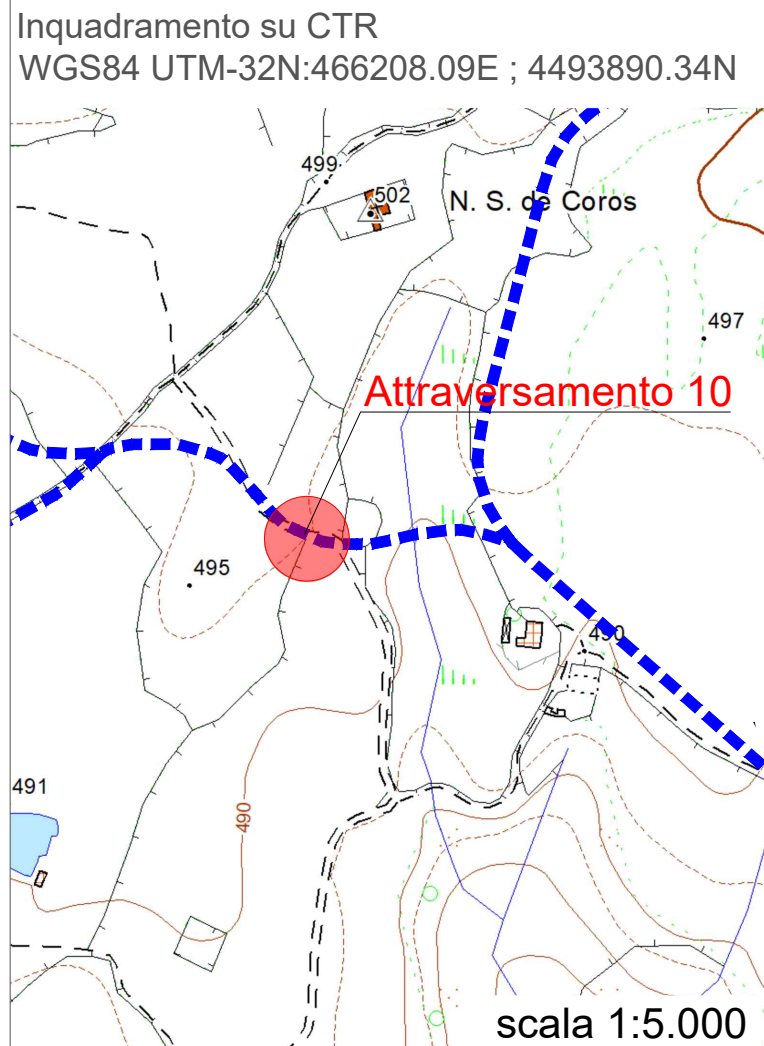 Inquadramento su CTR
WGS84 UTM-32N:466208.09E ; 4493890.34N
499
502
N. S. de Coros
497
Attraversamento 10
495
490
491
490
scala 1:5.000